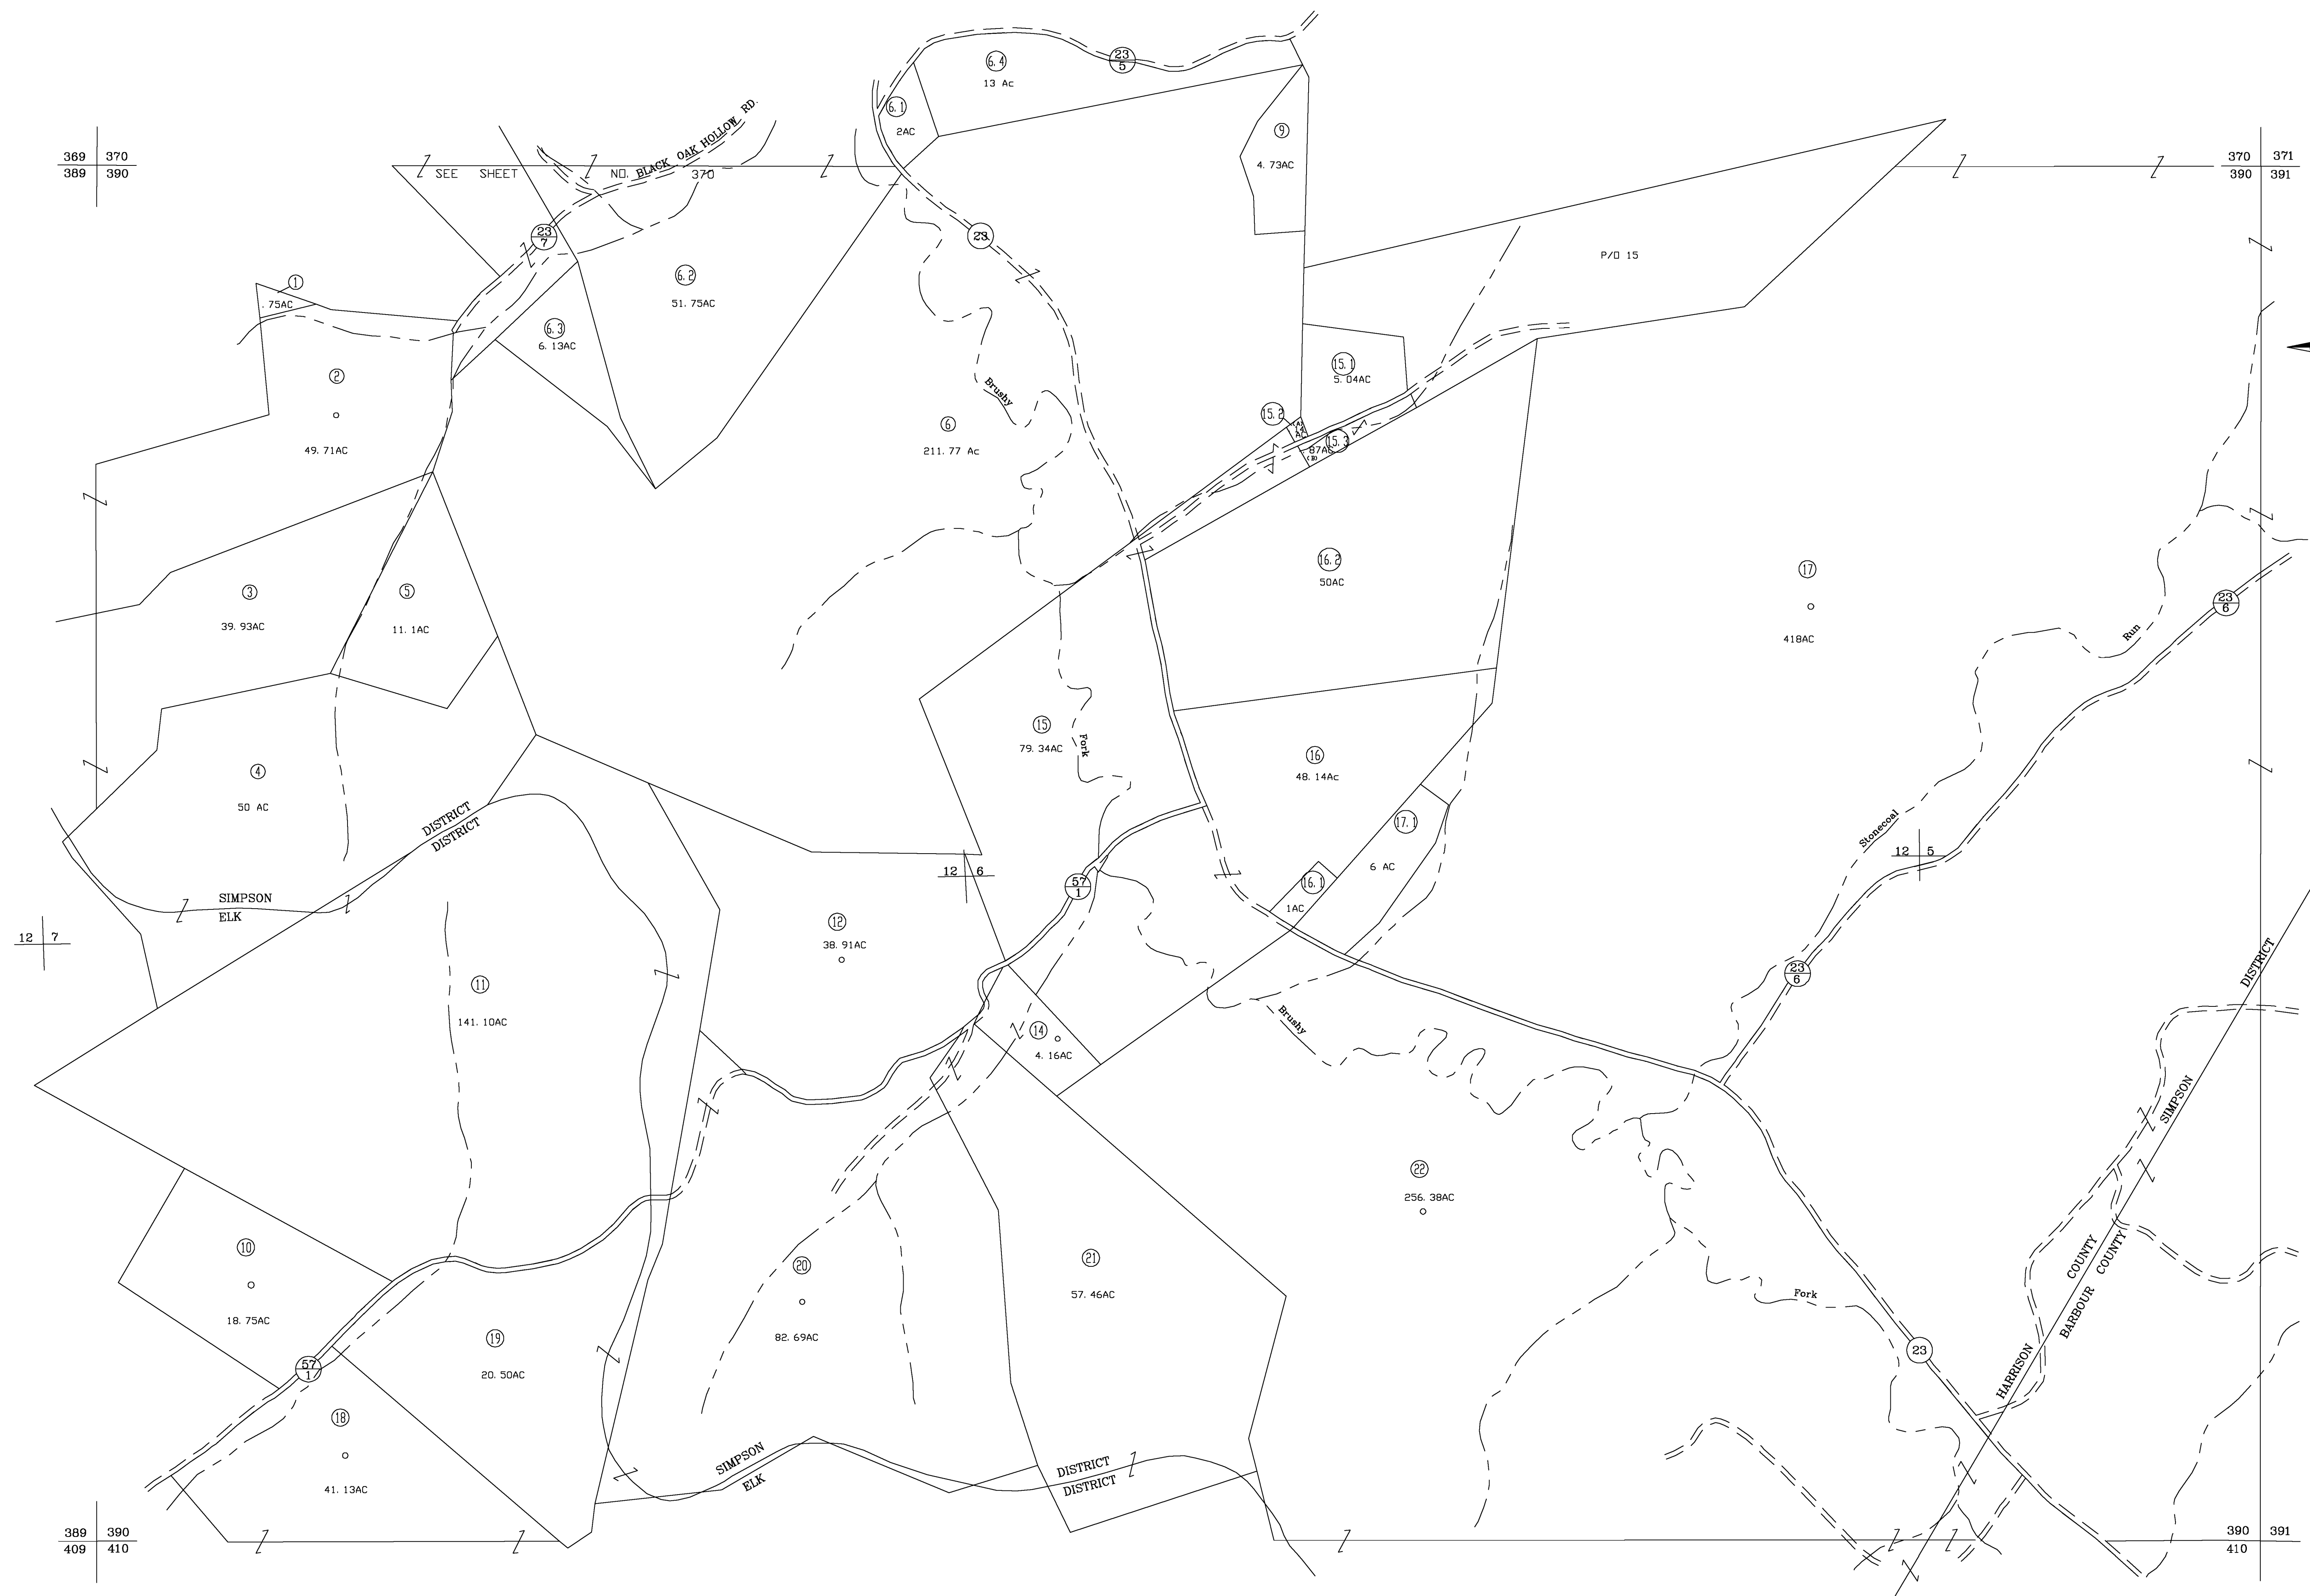 23
5
6.4
13 Ac
6.1
2AC
BLACK OAK HOLLOW RD.
9
4.73AC
369 370
389 390
370 371
390 391
SEE SHEET NO. 370
23
7
23
6.2
51.75AC
P/O 15
1
.75AC
6.3
6.13AC
2
49.71AC
15.1
5.04AC
Brushy
15.2
AC
15.3
.87AC
6
211.77 Ac
16.2
50AC
17
418AC
3
39.93AC
5
11.1AC
23
6
Run
15
79.34AC
Fork
16
48.14Ac
4
50 AC
DISTRICT
DISTRICT
17.1
6 AC
Stonecoal
12 5
12 6
57
1
16.1
1AC
SIMPSON
ELK
12
38.91AC
12 7
23
6
DISTRICT
11
141.10AC
14
4.16AC
Brushy
SIMPSON
22
256.38AC
10
18.75AC
20
82.69AC
21
57.46AC
COUNTY
COUNTY
Fork
BARBOUR
HARRISON
19
20.50AC
23
57
1
18
41.13AC
SIMPSON
ELK
DISTRICT
DISTRICT
389 390
409 410
390 391
410